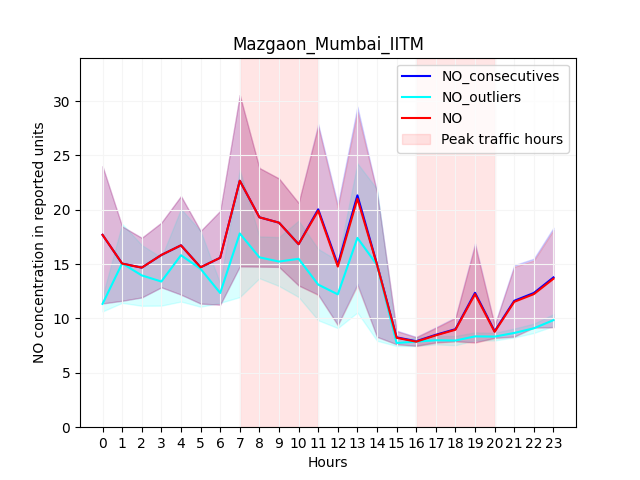 Mazgaon_Mumbai_IITM
NO_consecutives
NO_outliers
NO
Peak traffic hours
NO concentration in reported units
30
25
20
15
10
5
0
0 1 2 3 4 5 6 7 8 9 10 11 12 13 14 15 16 17 18 19 20 21 22 23
Hours